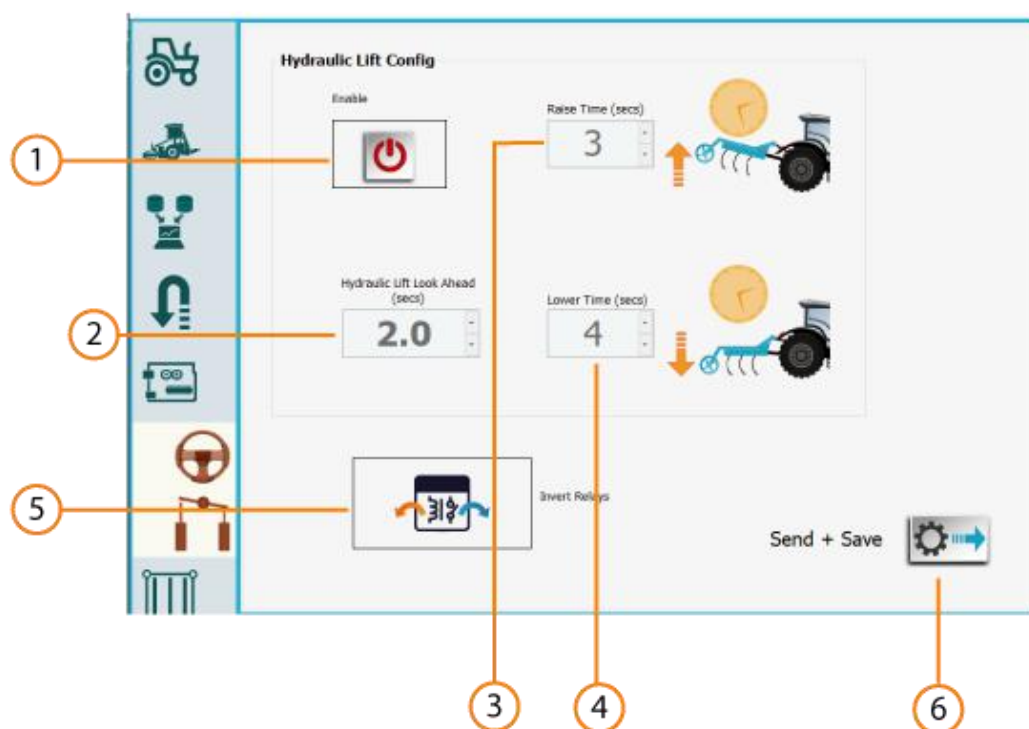 Hydraulic Lift Config
Enable
Raise Time (secs)
1
3
Hydraulic Lift Look Ahead
(secs)
Lower Time (secs)
2
2.0
4
5
Invert Relays
Send + Save
3
4
6